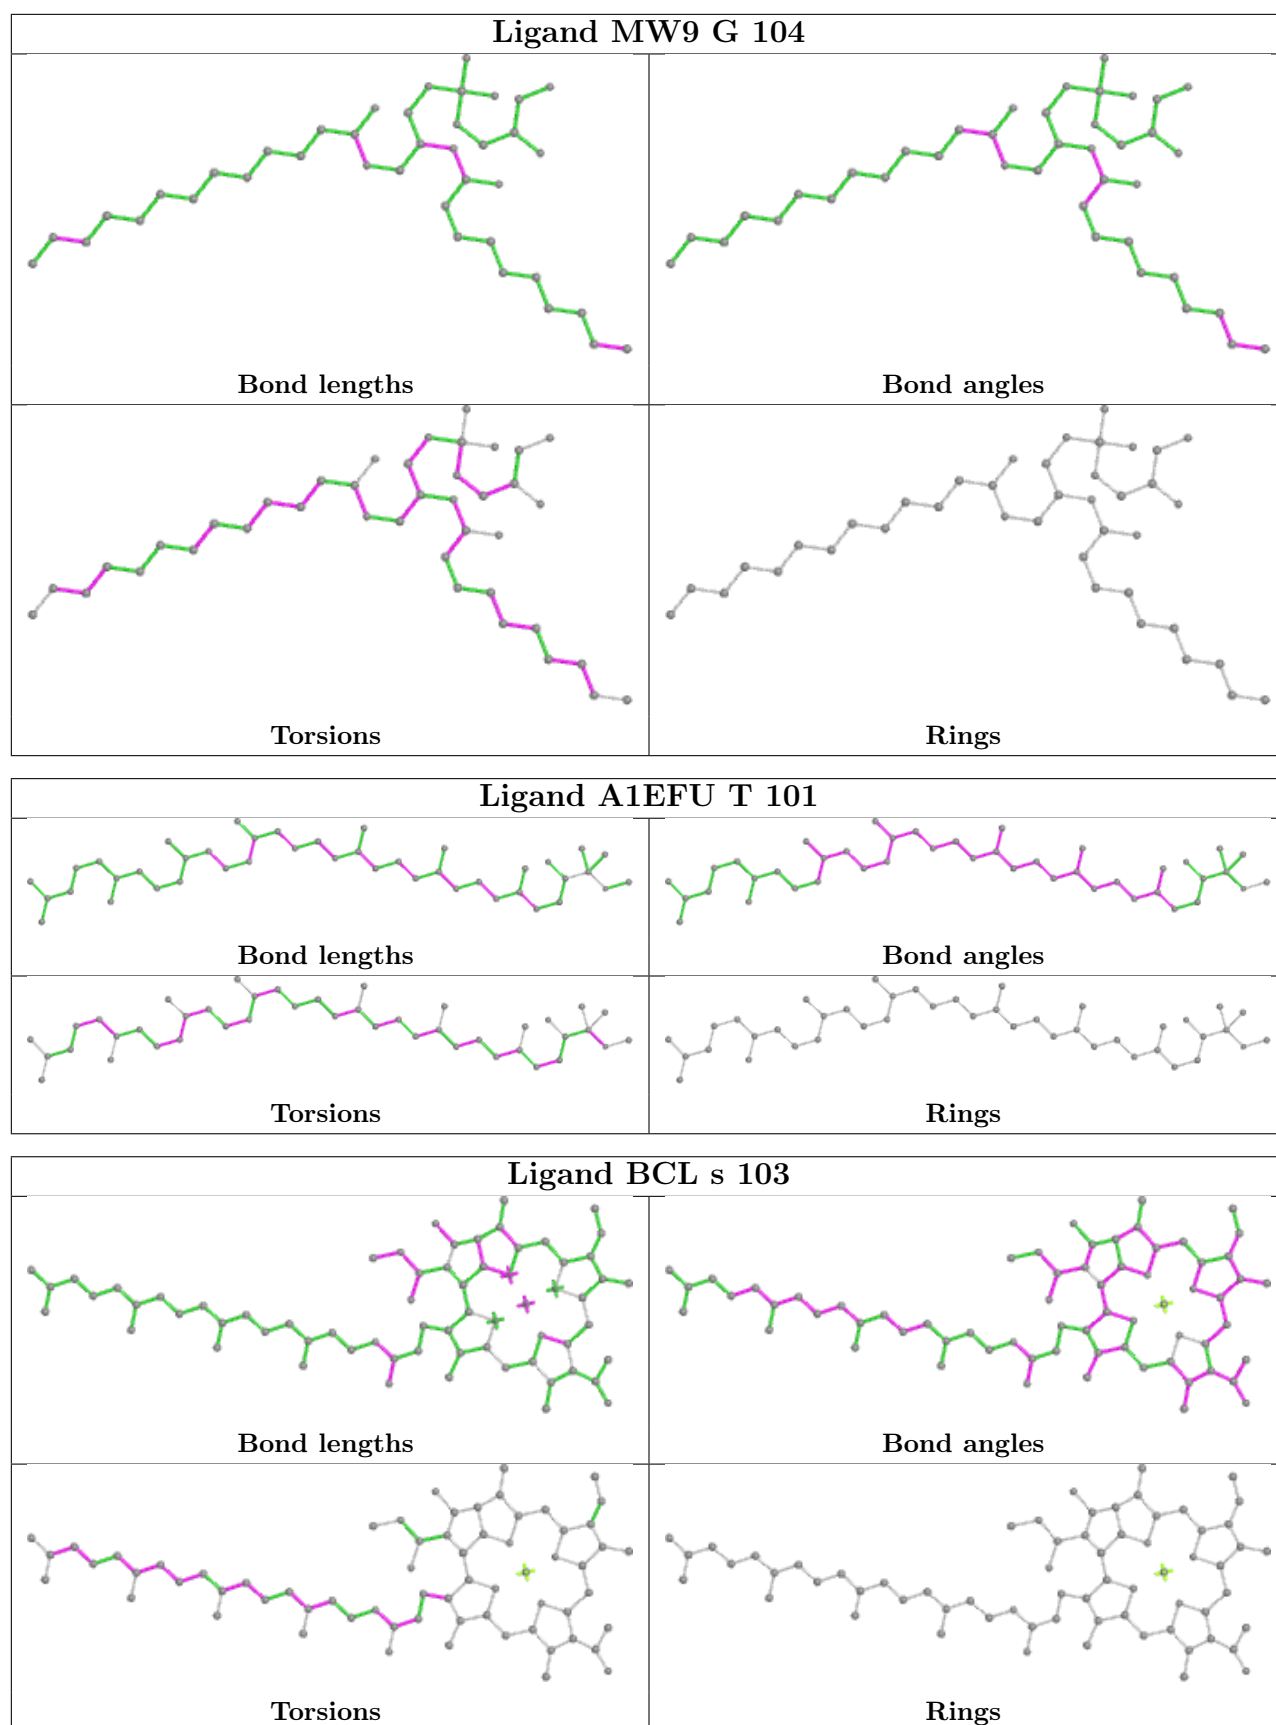 Ligand MW9 G 104
Bond lengths
Bond angles
Torsions
Rings
Ligand A1EFU T 101
Bond lengths
Bond angles
Torsions
Rings
Ligand BCL s 103
Bond lengths
Bond angles
Torsions
Rings